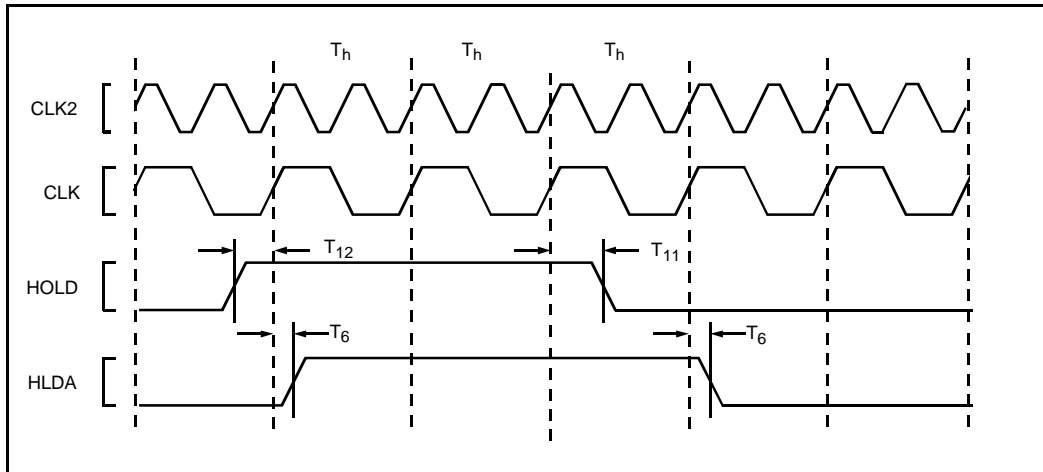 Th Th Th
CLK2
CLK
T12 T11
HOLD
T6 T6
HLDA